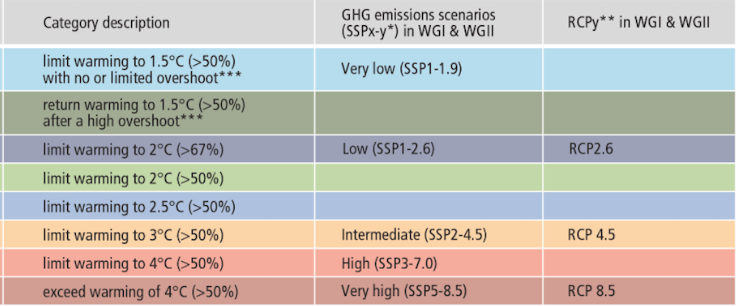 Category description
GHG emissions scenarios
(SSPx-y*) in WGI & WGII
RCPy** in WGI & WGII
limit warming to 1.5°C (>50%)
with no or limited overshoot***
Very low (SSP1-1.9)
return warming to 1.5°C (>50%)
after a high overshoot***
limit warming to 2°C (>67%)
Low (SSP1-2.6)
RCP2.6
limit warming to 2°C (>50%)
limit warming to 2.5°C (>50%)
limit warming to 3°C (>50%)
Intermediate (SSP2-4.5)
RCP 4.5
limit warming to 4°C (>50%)
High (SSP3-7.0)
exceed warming of 4°C (>50%)
Very high (SSP5-8.5)
RCP 8.5